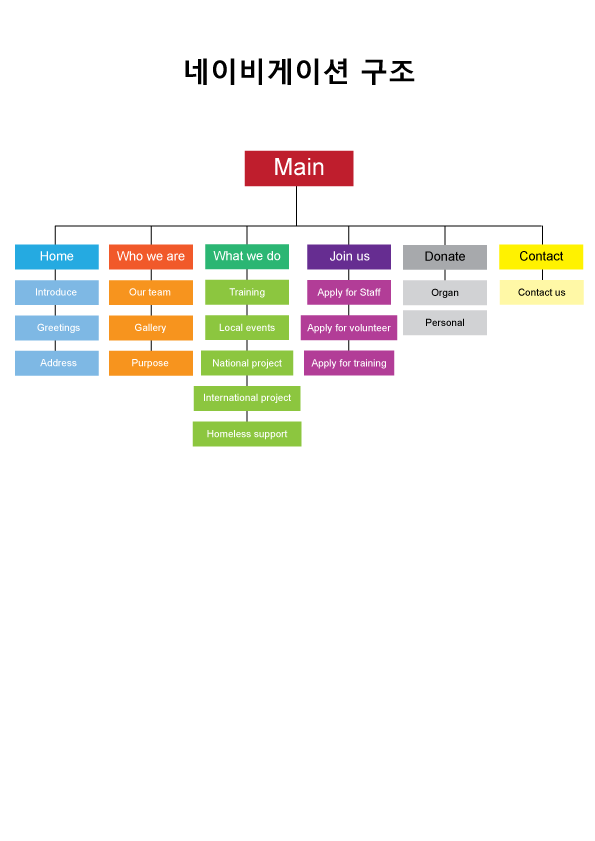 네이비게이션 구조
Main
Home
Who we are
What we do
Join us
Donate
Contact
Introduce
Our team
Training
Apply for Staff
Organ
Contact us
Greetings
Gallery
Local events
Apply for volunteer
Personal
Address
Purpose
National project
Apply for training
International project
Homeless support